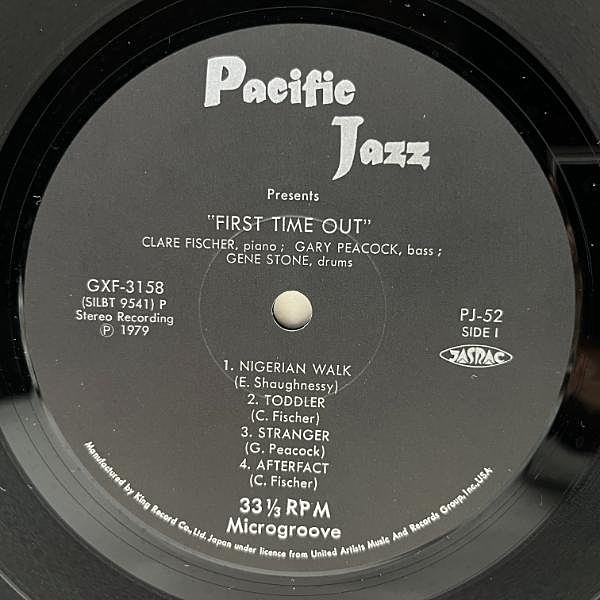 Pacific
Jazz
Presents
"FIRST TIME OUT"
CLARE FISCHER, piano; GARY PEACOCK, bass;
GENE STONE, drums
GXF-3158
(SILBT 9541) P
Stereo Recording
Ⓟ 1979
PJ-52
SIDE I
JASRAC
1. NIGERIAN WALK
(E. Shaughnessy)
2. TODDLER
(C. Fischer)
3. STRANGER
(G. Peacock)
4. AFTERFACT
(C. Fischer)
33 1/3 RPM
Microgroove
Manufactured by King Record Co., Ltd. Japan under licence from United Artists Music And Records Group, Inc. USA